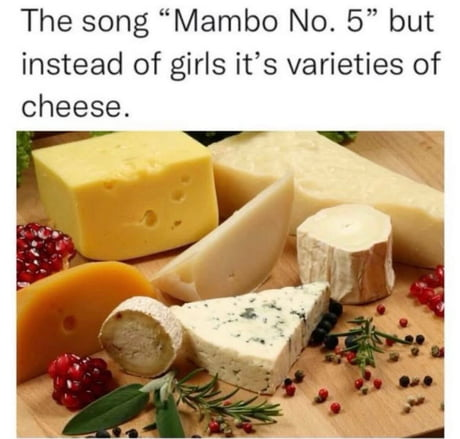 The song “Mambo No. 5” but
instead of girls it’s varieties of
cheese.